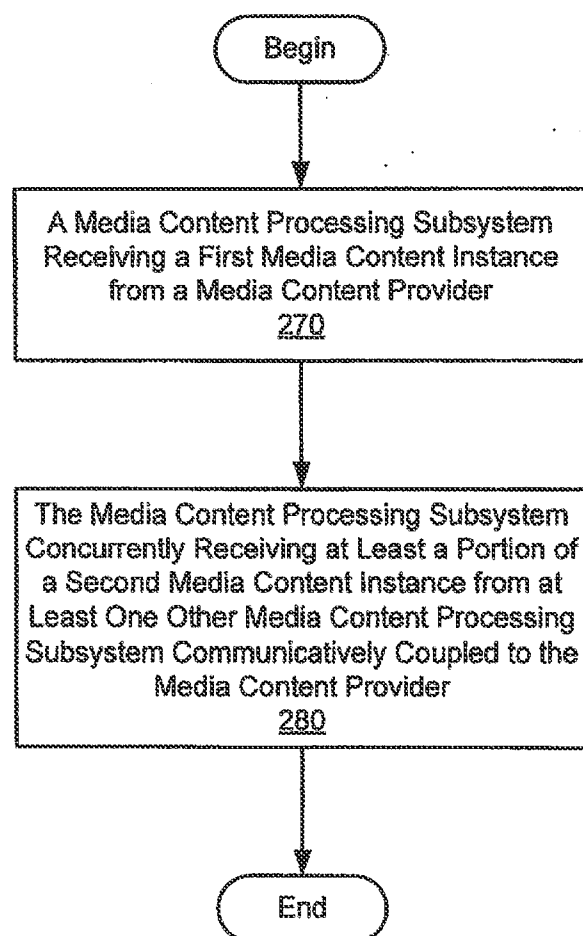 Begin
A Media Content Processing Subsystem
Receiving a First Media Content Instance
from a Media Content Provider
270
The Media Content Processing Subsystem
Concurrently Receiving at Least a Portion of
a Second Media Content Instance from at
Least One Other Media Content Processing
Subsystem Communicatively Coupled to the
Media Content Provider
280
End